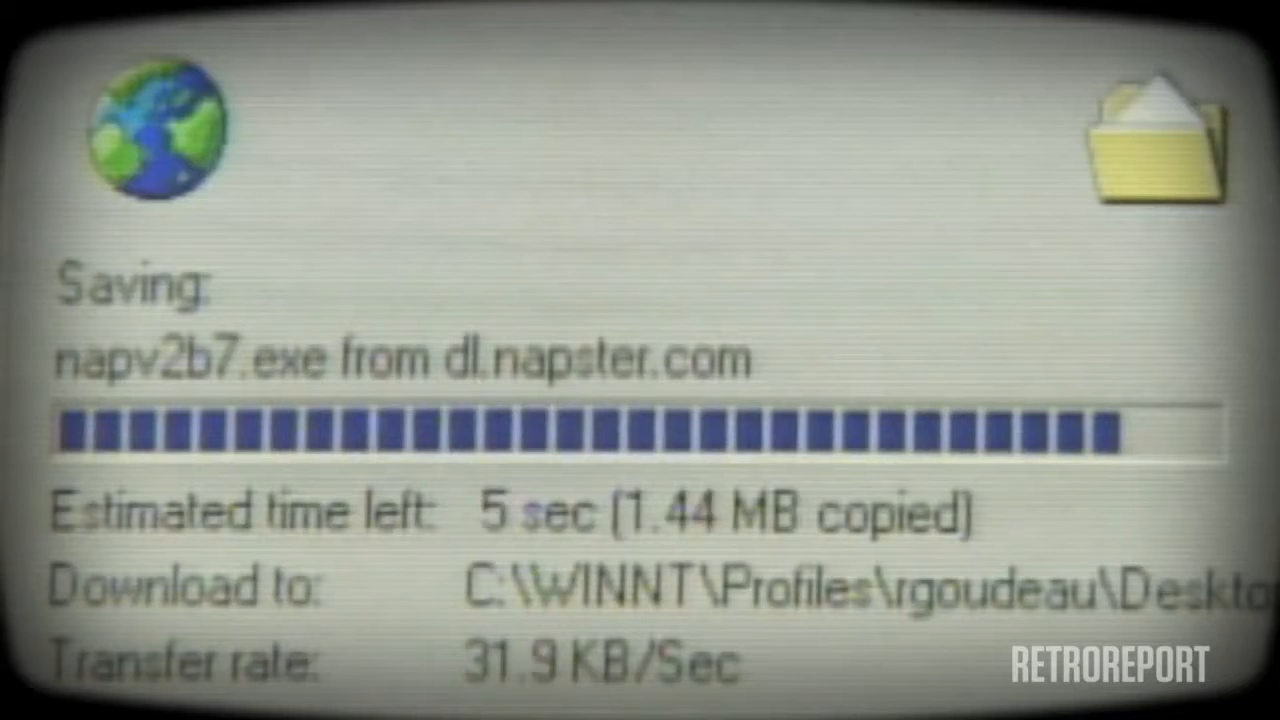 Saving:
napv2b7.exe from dl.napster.com
Estimated time left: 5 sec (1.44 MB copied)
Download to: C:\WINNT\Profiles\rgoudeau\Deskto
Transfer rate: 31.9 KB/Sec
RETROREPORT